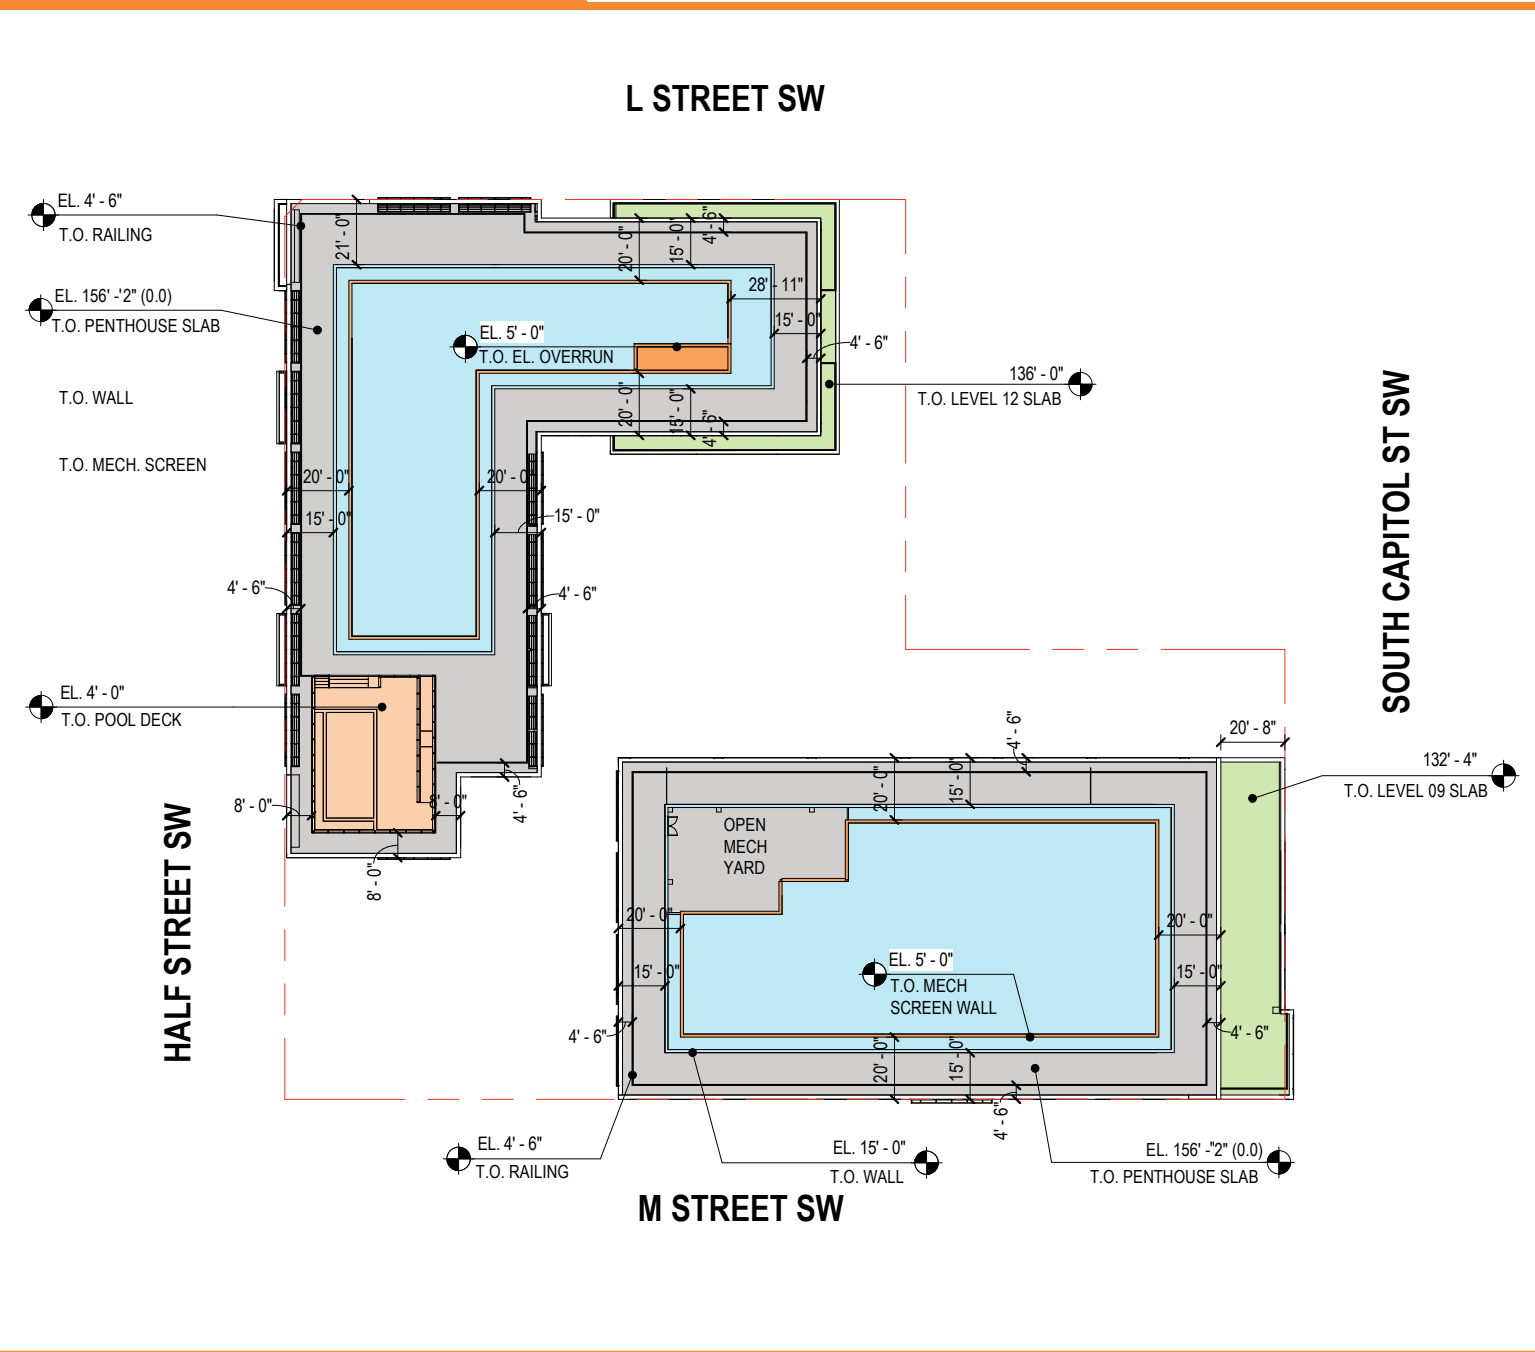 L STREET SW
EL. 4' - 6"
T.O. RAILING
21' - 0"
20' - 0"
15' - 0"
4' - 6"
EL. 156' -'2" (0.0)
T.O. PENTHOUSE SLAB
28' - 11"
15' - 0"
4' - 6"
EL. 5' - 0"
T.O. EL. OVERRUN
136' - 0"
T.O. LEVEL 12 SLAB
T.O. WALL
20' - 0"
15' - 0"
4' - 6"
T.O. MECH. SCREEN
20' - 0"
20' - 0"
15' - 0"
15' - 0"
4' - 6"
4' - 6"
SOUTH CAPITOL ST SW
EL. 4' - 0"
T.O. POOL DECK
8' - 0"
8' - 0"
4' - 6"
8' - 0"
HALF STREET SW
4' - 6"
20' - 8"
20' - 0"
15' - 0"
132' - 4"
T.O. LEVEL 09 SLAB
OPEN
MECH
YARD
20' - 0"
20' - 0"
15' - 0"
15' - 0"
EL. 5' - 0"
T.O. MECH
SCREEN WALL
4' - 6"
4' - 6"
20' - 0"
15' - 0"
4' - 6"
EL. 4' - 6"
T.O. RAILING
EL. 15' - 0"
T.O. WALL
EL. 156' -"2" (0.0)
T.O. PENTHOUSE SLAB
M STREET SW